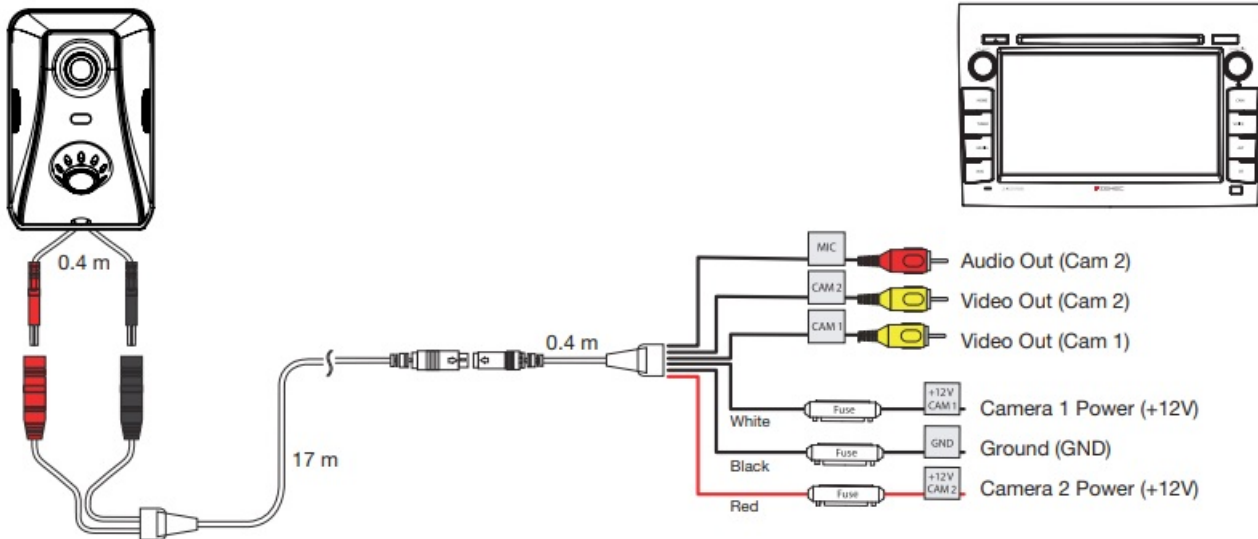 0.4 m
17 m
0.4 m
MIC
Audio Out (Cam 2)
CAM 2
Video Out (Cam 2)
CAM 1
Video Out (Cam 1)
White
Fuse
+12V
CAM 1
Camera 1 Power (+12V)
Black
Fuse
GND
Ground (GND)
Red
Fuse
+12V
CAM 2
Camera 2 Power (+12V)